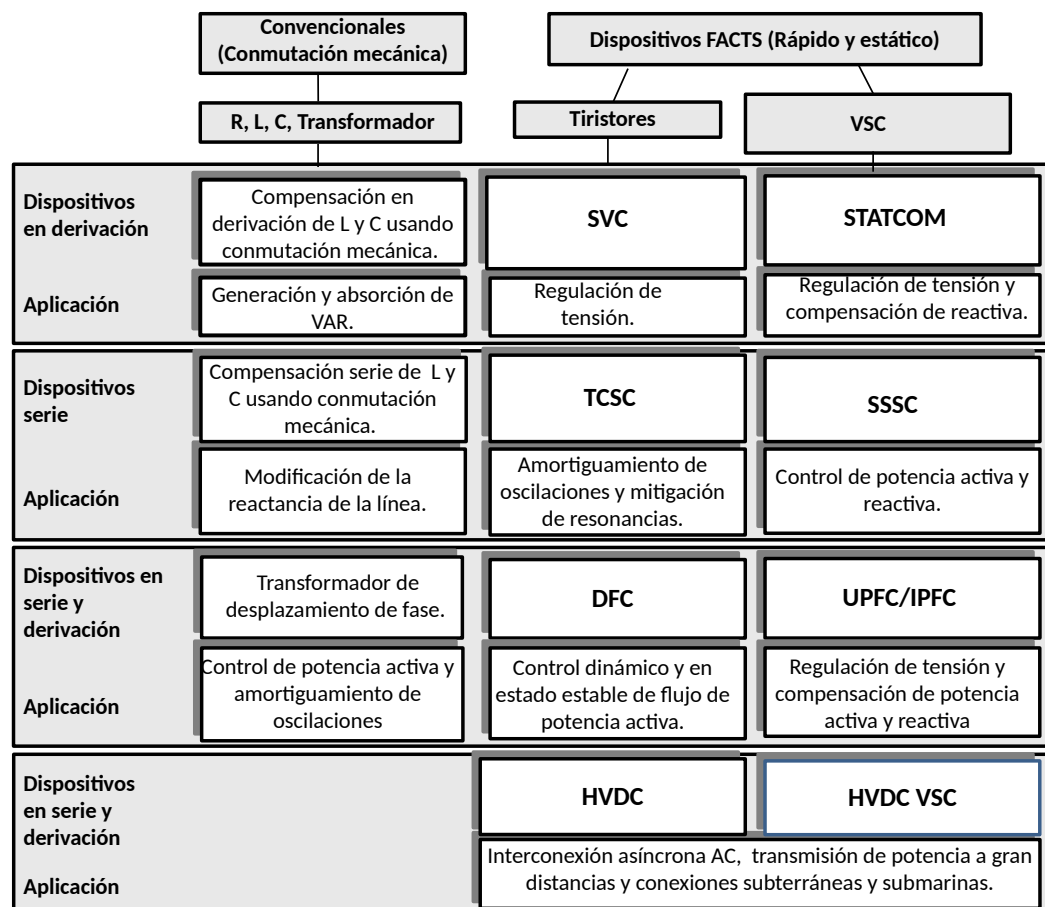 Convencionales
(Conmutación mecánica)
Dispositivos FACTS (Rápido y estático)
R, L, C, Transformador
Tiristores
VSC
Dispositivos
en derivación
Compensación en
derivación de L y C usando
conmutación mecánica.
SVC
STATCOM
Aplicación
Generación y absorción de
VAR.
Regulación de
tensión.
Regulación de tensión y
compensación de reactiva.
Dispositivos
serie
Compensación serie de L y
C usando conmutación
mecánica.
TCSC
SSSC
Aplicación
Modificación de la
reactancia de la línea.
Amortiguamiento de
oscilaciones y mitigación
de resonancias.
Control de potencia activa y
reactiva.
Dispositivos en
serie y
derivación
Transformador de
desplazamiento de fase.
DFC
UPFC/IPFC
Aplicación
Control de potencia activa y
amortiguamiento de
oscilaciones
Control dinámico y en
estado estable de flujo de
potencia activa.
Regulación de tensión y
compensación de potencia
activa y reactiva
Dispositivos
en serie y
derivación
HVDC
HVDC VSC
Aplicación
Interconexión asíncrona AC, transmisión de potencia a gran
distancias y conexiones subterráneas y submarinas.